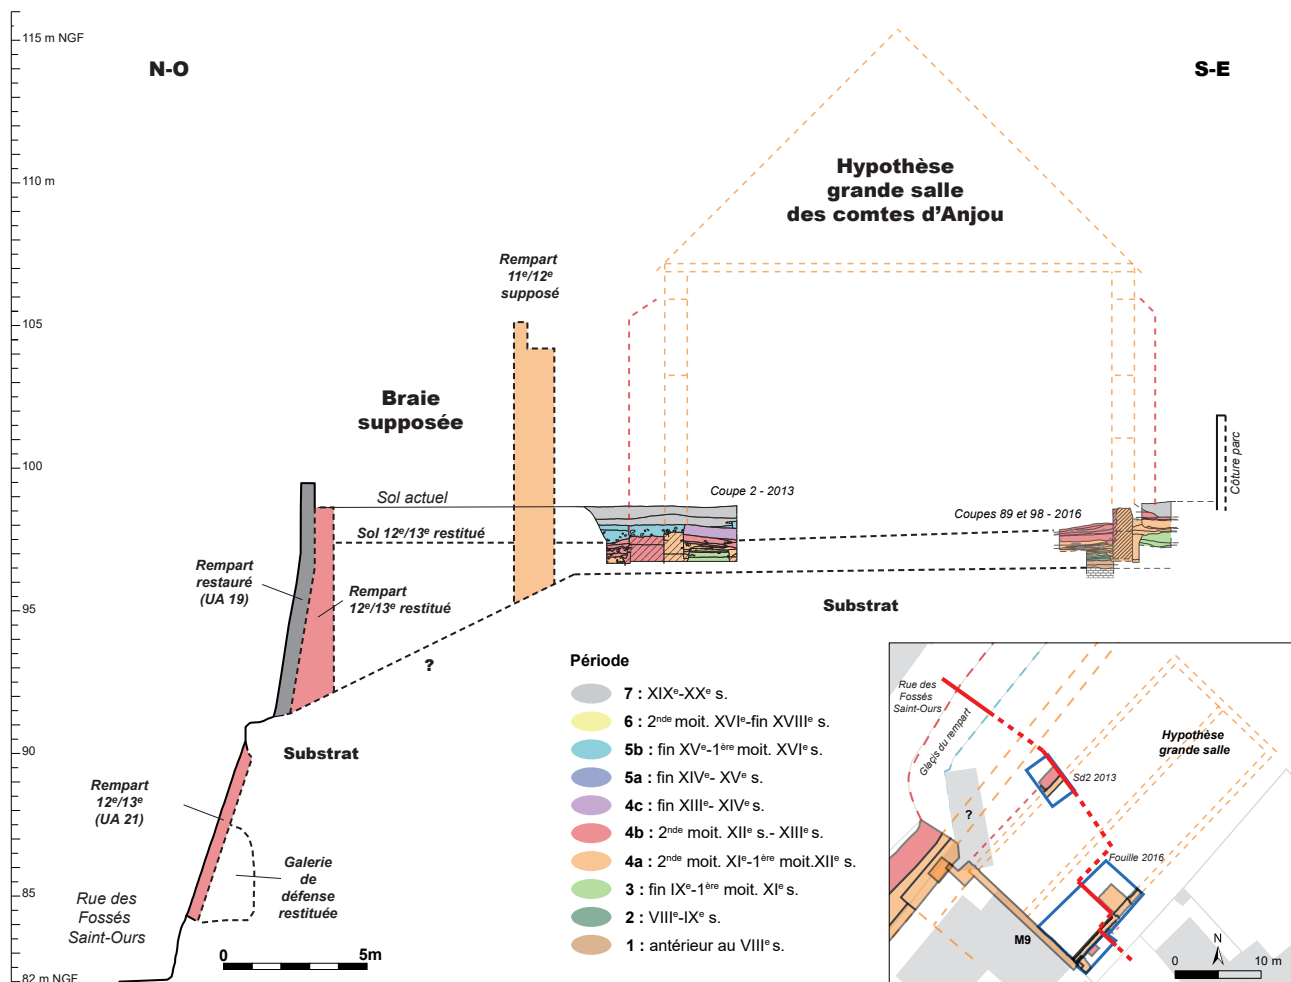 115 m NGF
N-O
S-E
110 m
105
100
95
90
85
82 m NGF
Hypothèse
grande salle
des comtes d'Anjou
Rempart
11e/12e
supposé
Braie
supposée
Sol actuel
Sol 12e/13e restitué
Coupe 2 - 2013
Coupes 89 et 98 - 2016
Côture parc
Rempart
restauré
(UA 19)
Rempart
12e/13e restitué
?
Substrat
Substrat
Rempart
12e/13e
(UA 21)
Galerie
de
défense
restituée
Rue des
Fossés
Saint-Ours
0 5m
Période
7 : XIXe-XXe s.
6 : 2nde moit. XVIe-fin XVIIIe s.
5b : fin XVe-1ère moit. XVIe s.
5a : fin XIVe- XVe s.
4c : fin XIIIe- XIVe s.
4b : 2nde moit. XIIe s.- XIIIe s.
4a : 2nde moit. XIe-1ère moit.XIIe s.
3 : fin IXe-1ère moit. XIe s.
2 : VIIIe-IXe s.
1 : antérieur au VIIIe s.
Rue des
Fossés
Saint-Ours
Glaçis du rempart
Hypothèse
grande salle
Sd2 2013
?
Fouille 2016
M9
N
0 10 m